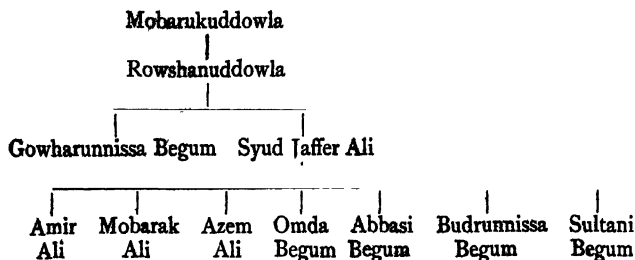 Mobarukuddowla
Rowshanuddowla
Gowharunnissa Begum Syud Jaffer Ali
Amir Mobarak Azem Omda Abbasi Budrunnissa Sultani
Ali Ali Ali Begum Begum Begum Begum